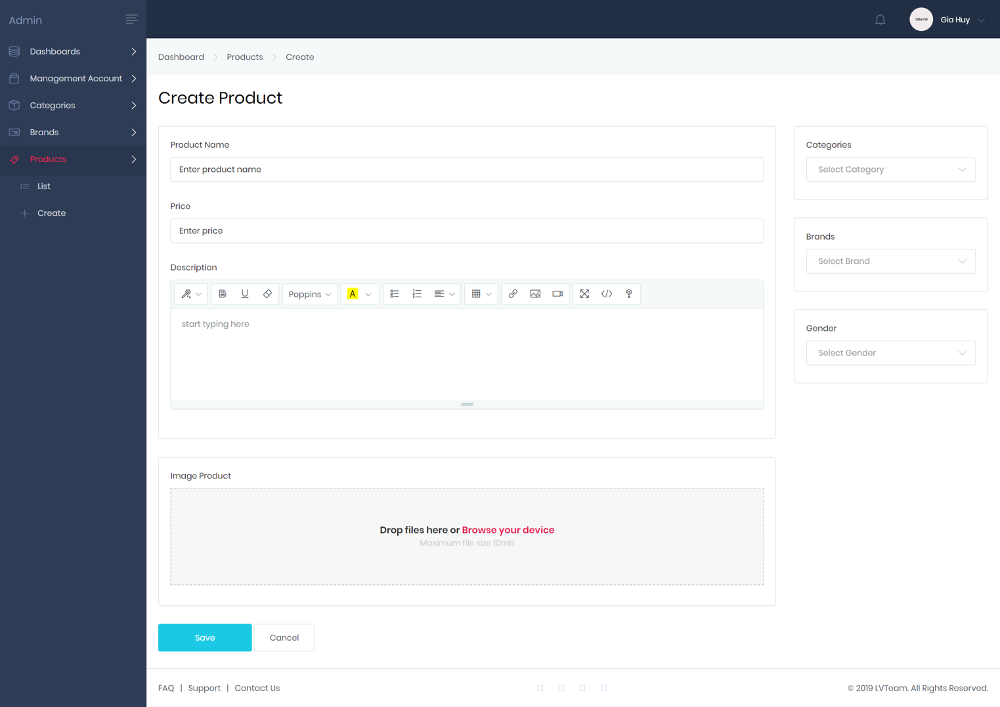 Admin
136x136
Gia Huy
Dashboards
Management Account
Categories
Brands
Products
List
Create
Dashboard
Products
Create
Create Product
Product Name
Enter product name
Price
Enter price
Description
B U Poppins A </> ?
start typing here
Image Product
Drop files here or Browse your device
Maximum file size 10mb
Save
Cancel
Categories
Select Category
Brands
Select Brand
Gender
Select Gender
FAQ | Support | Contact Us
© 2019 LVTeam. All Rights Reserved.